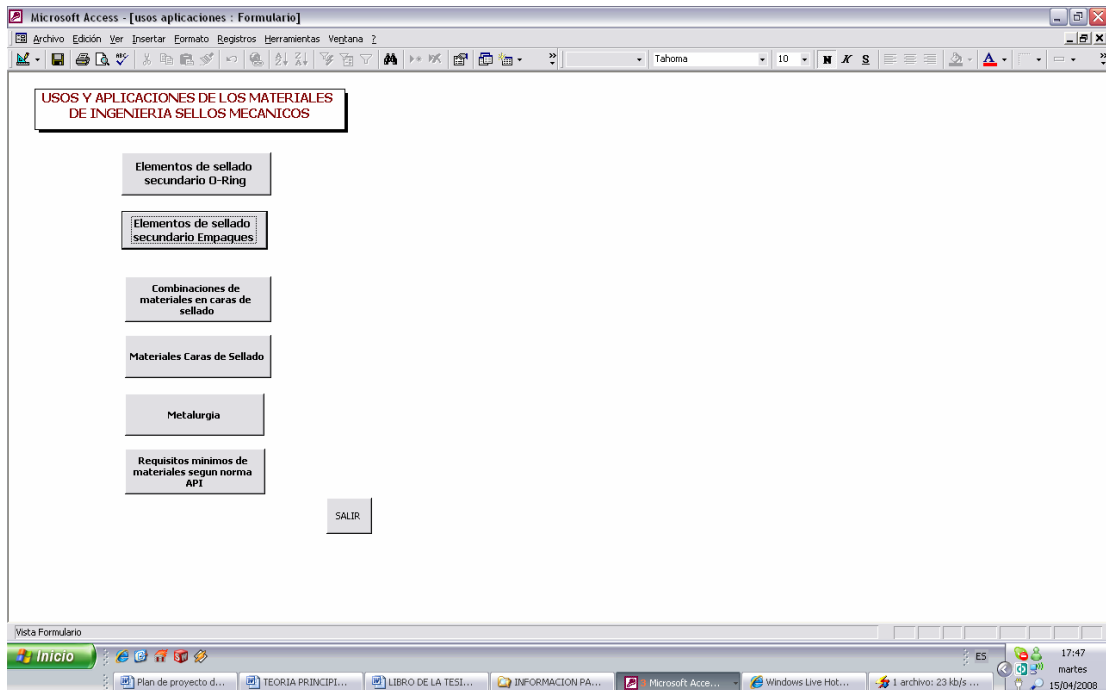 Microsoft Access - [usos aplicaciones : Formulario]
Archivo Edición Ver Insertar Formato Registros Herramientas Ventana ?
Tahoma 10 N K S
USOS Y APLICACIONES DE LOS MATERIALES
DE INGENIERIA SELLOS MECANICOS
Elementos de sellado
secundario O-Ring
Elementos de sellado
secundario Empaques
Combinaciones de
materiales en caras de
sellado
Materiales Caras de Sellado
Metalurgia
Requisitos minimos de
materiales segun norma
API
SALIR
Vista Formulario
Inicio
ES
17:47
martes
15/04/2008
Plan de proyecto d... TEORIA PRINCIPI... LIBRO DE LA TESI... INFORMACION PA... Microsoft Acce... Windows Live Hot... 1 archivo: 23 kb/s ...